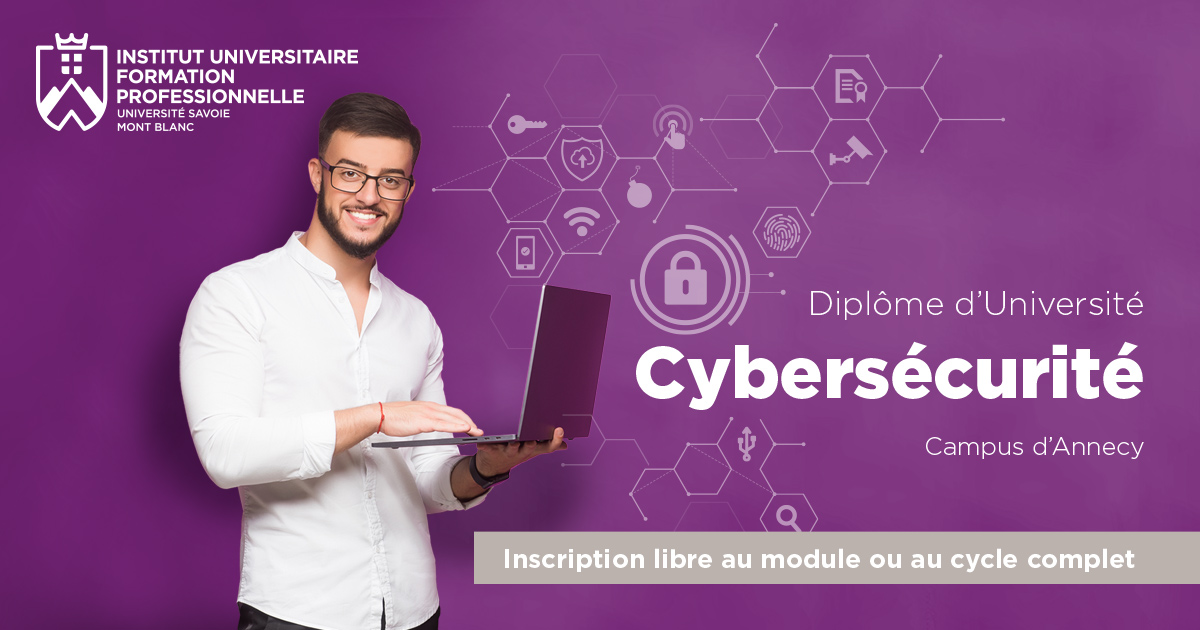 INSTITUT UNIVERSITAIRE
FORMATION
PROFESSIONNELLE
UNIVERSITÉ SAVOIE
MONT BLANC
Diplôme d'Université
Cybersécurité
Campus d'Annecy
Inscription libre au module ou au cycle complet